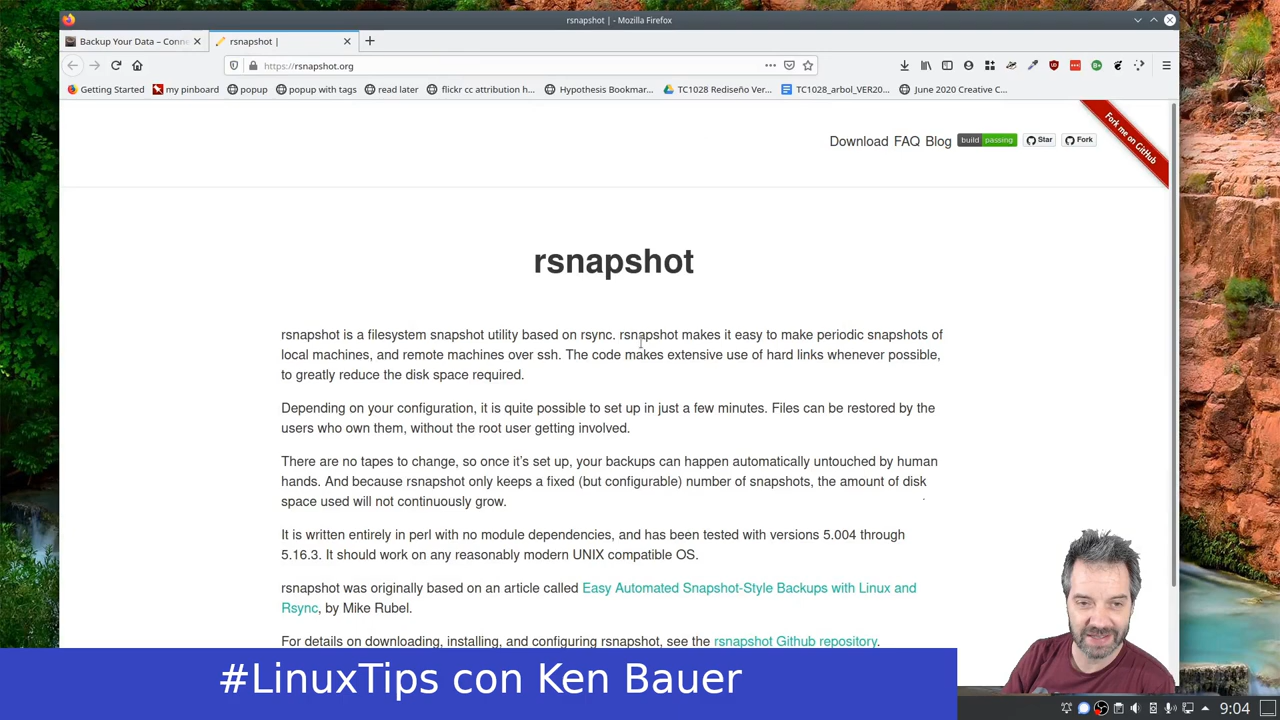 rsnapshot | - Mozilla Firefox
Backup Your Data – Conn
rsnapshot |
https://rsnapshot.org
Getting Started
my pinboard
popup
popup with tags
read later
flickr cc attribution h...
Hypothesis Bookmar...
TC1028 Rediseño Ver...
TC1028_arbol_VER20...
June 2020 Creative C...
Download FAQ Blog
build passing
Star
Fork
Fork me on GitHub
rsnapshot
rsnapshot is a filesystem snapshot utility based on rsync. rsnapshot makes it easy to make periodic snapshots of
local machines, and remote machines over ssh. The code makes extensive use of hard links whenever possible,
to greatly reduce the disk space required.
Depending on your configuration, it is quite possible to set up in just a few minutes. Files can be restored by the
users who own them, without the root user getting involved.
There are no tapes to change, so once it's set up, your backups can happen automatically untouched by human
hands. And because rsnapshot only keeps a fixed (but configurable) number of snapshots, the amount of disk
space used will not continuously grow.
It is written entirely in perl with no module dependencies, and has been tested with versions 5.004 through
5.16.3. It should work on any reasonably modern UNIX compatible OS.
rsnapshot was originally based on an article called Easy Automated Snapshot-Style Backups with Linux and
Rsync, by Mike Rubel.
For details on downloading, installing, and configuring rsnapshot, see the rsnapshot Github repository.
#LinuxTips con Ken Bauer
9:04